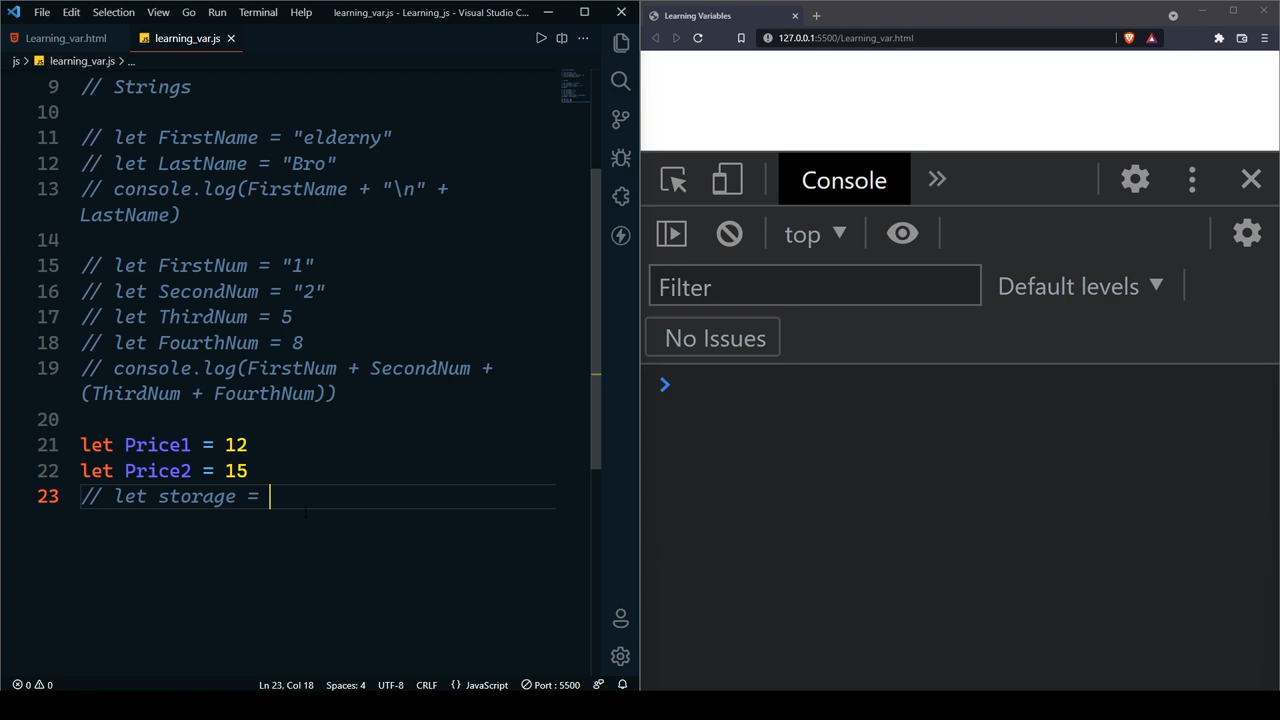 File Edit Selection View Go Run Terminal Help learning_var.js - Learning_js - Visual Studio C...
Learning_var.html learning_var.js
js > learning_var.js > ...
9 // Strings
10
11 // let FirstName = "elderny"
12 // let LastName = "Bro"
13 // console.log(FirstName + "\n" +
LastName)
14
15 // let FirstNum = "1"
16 // let SecondNum = "2"
17 // let ThirdNum = 5
18 // let FourthNum = 8
19 // console.log(FirstNum + SecondNum +
(ThirdNum + FourthNum))
20
21 let Price1 = 12
22 let Price2 = 15
23 // let storage =
0 0 Ln 23, Col 18 Spaces: 4 UTF-8 CRLF {} JavaScript Port : 5500
Learning Variables
127.0.0.1:5500/Learning_var.html
Console
top
Filter Default levels
No Issues